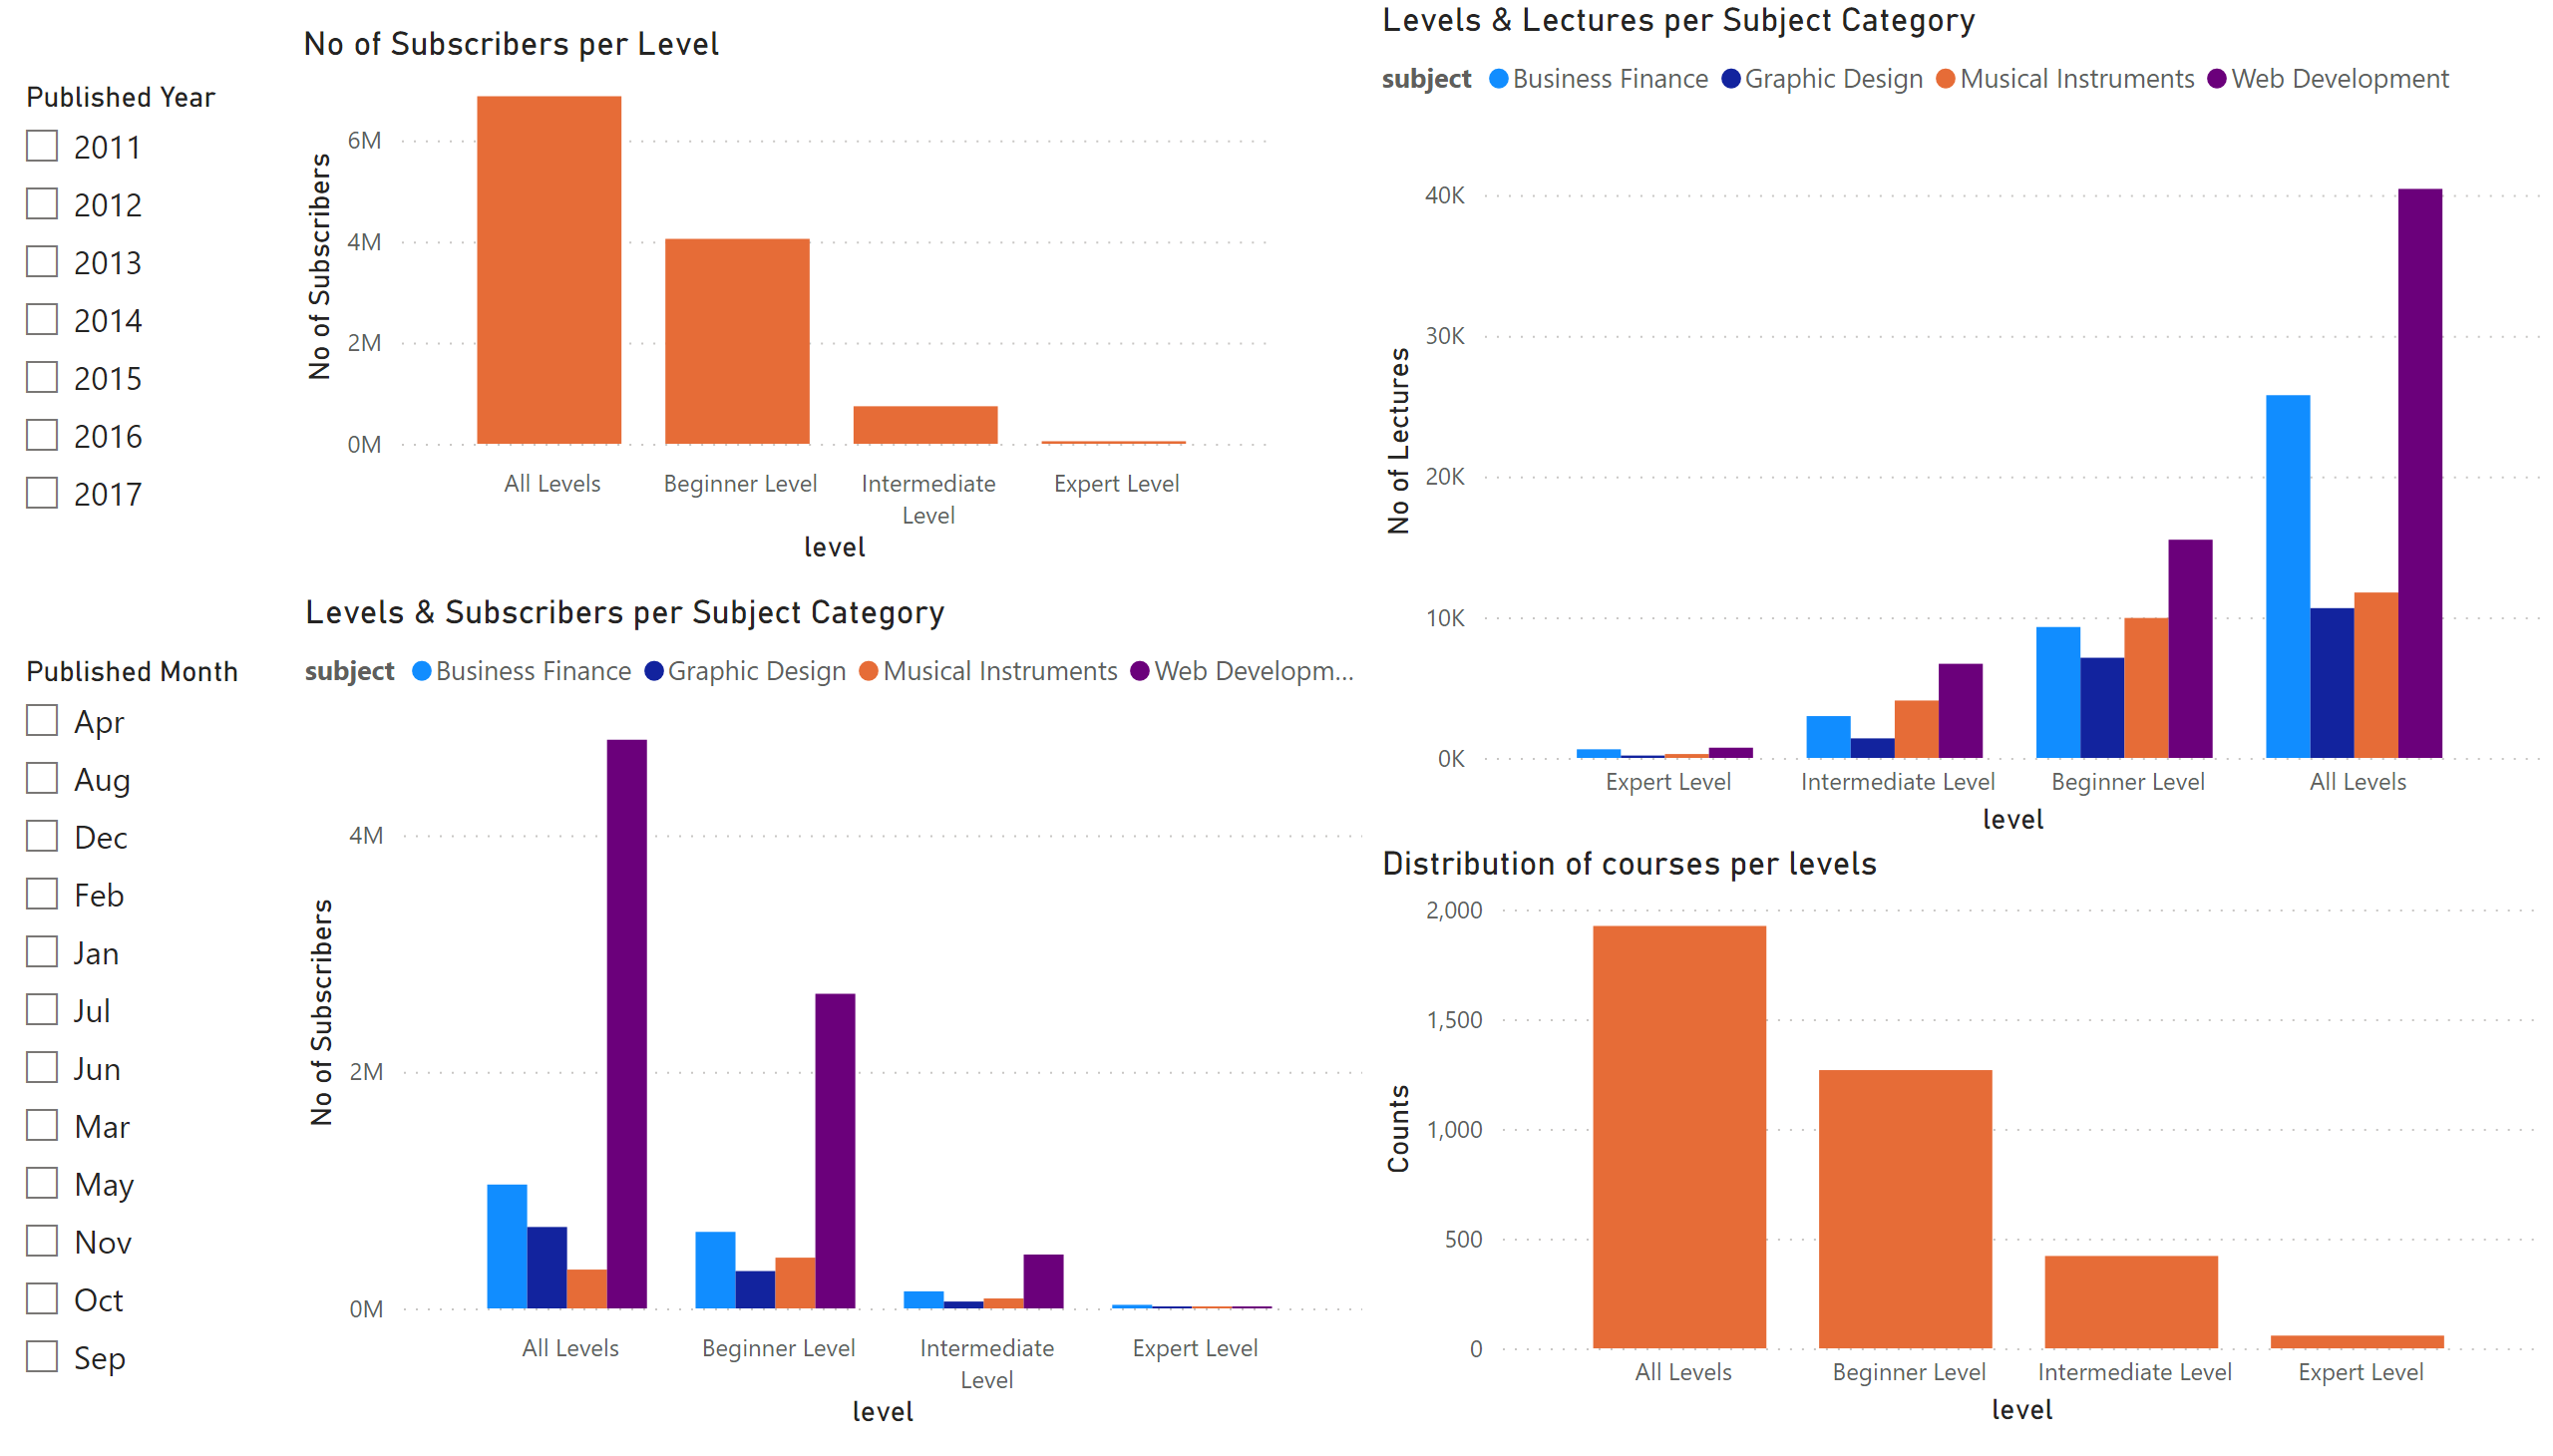 Published Year
2011
2012
2013
2014
2015
2016
2017
Published Month
Apr
Aug
Dec
Feb
Jan
Jul
Jun
Mar
May
Nov
Oct
Sep
No of Subscribers per Level
No of Subscribers
6M
4M
2M
0M
All Levels Beginner Level Intermediate Level Expert Level
level
Levels & Subscribers per Subject Category
subject Business Finance Graphic Design Musical Instruments Web Developm...
No of Subscribers
4M
2M
0M
All Levels Beginner Level Intermediate Level Expert Level
level
Levels & Lectures per Subject Category
subject Business Finance Graphic Design Musical Instruments Web Development
No of Lectures
40K
30K
20K
10K
0K
Expert Level Intermediate Level Beginner Level All Levels
level
Distribution of courses per levels
Counts
2,000
1,500
1,000
500
0
All Levels Beginner Level Intermediate Level Expert Level
level